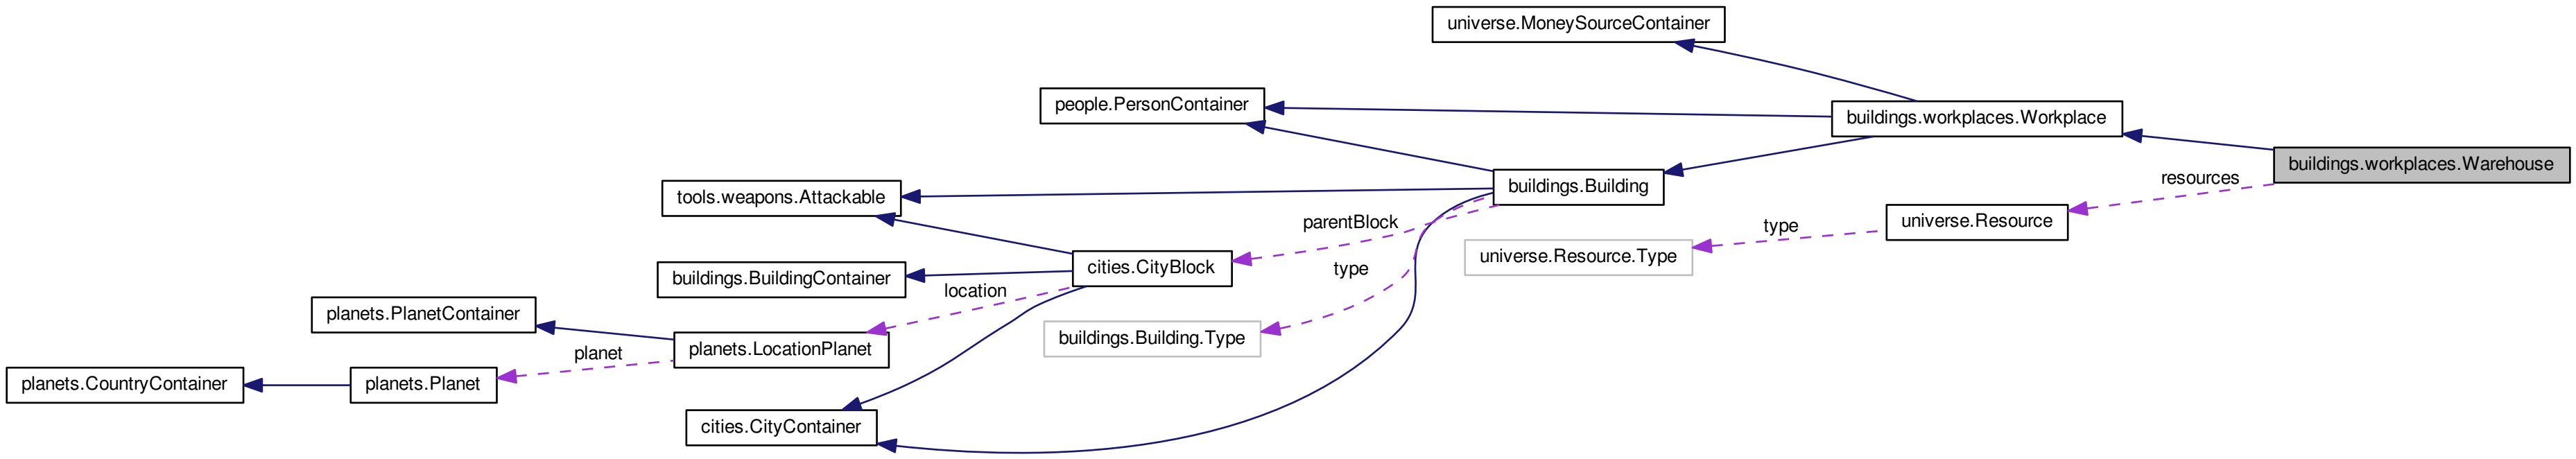 universe.MoneySourceContainer
people.PersonContainer
buildings.workplaces.Workplace
buildings.workplaces.Warehouse
resources
tools.weapons.Attackable
buildings.Building
parentBlock
universe.Resource
type
universe.Resource.Type
buildings.BuildingContainer
cities.CityBlock
type
location
planets.PlanetContainer
buildings.Building.Type
planets.LocationPlanet
planet
planets.CountryContainer
planets.Planet
cities.CityContainer